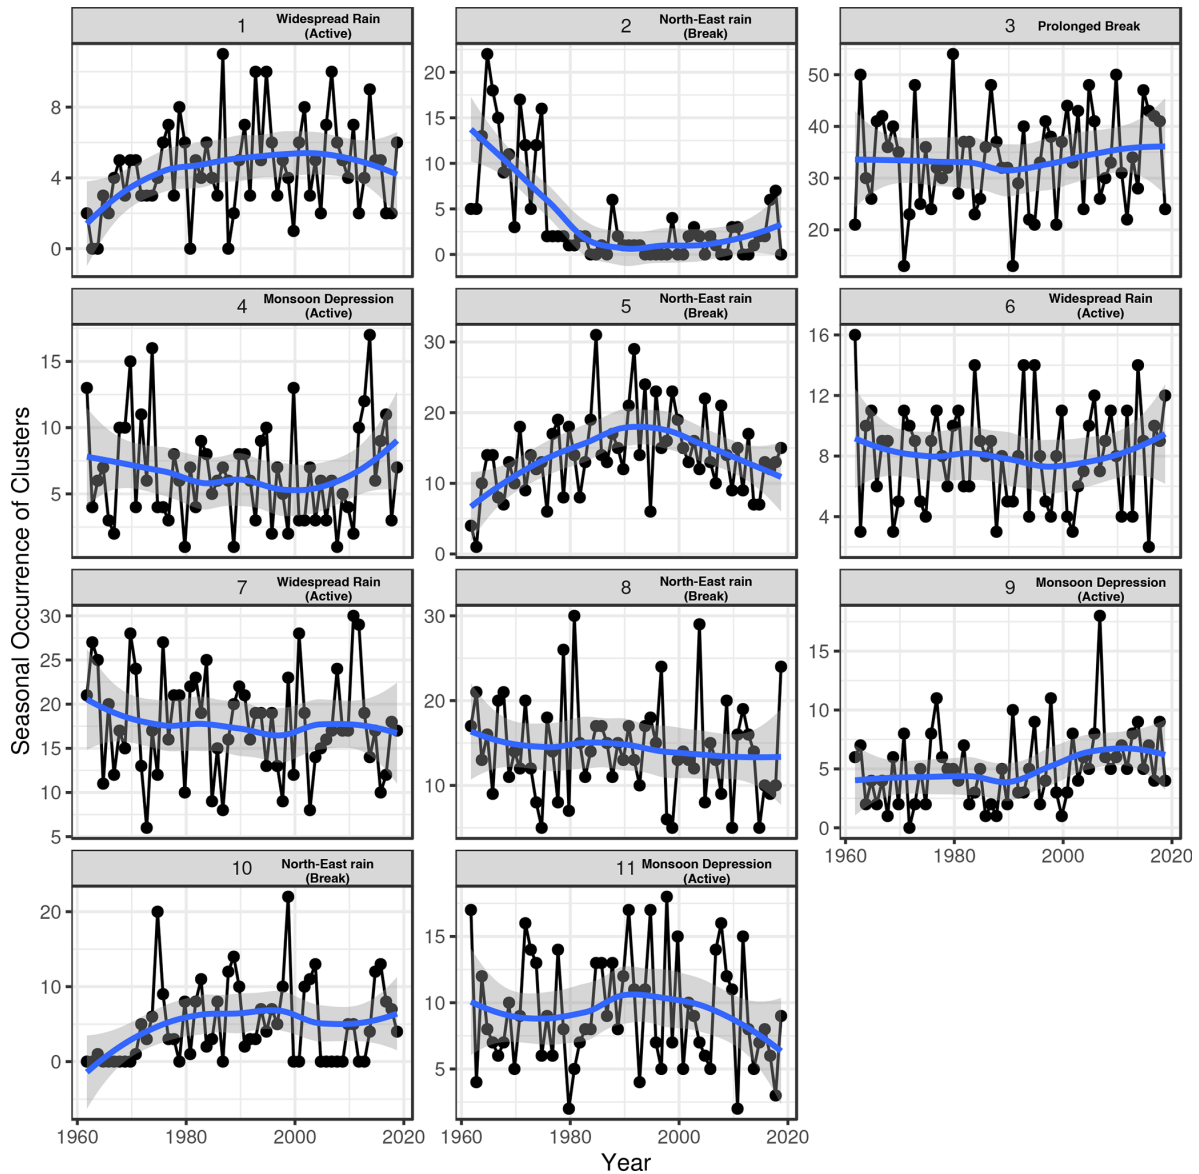 1 Widespread Rain
(Active)
2 North-East rain
(Break)
3 Prolonged Break
8
4
0
20
15
10
5
0
50
40
30
20
4 Monsoon Depression
(Active)
5 North-East rain
(Break)
6 Widespread Rain
(Active)
15
10
5
30
20
10
0
16
12
8
4
Seasonal Occurrence of Clusters
7 Widespread Rain
(Active)
8 North-East rain
(Break)
9 Monsoon Depression
(Active)
30
25
20
15
10
5
30
20
10
15
10
5
0
1960 1980 2000 2020
10 North-East rain
(Break)
11 Monsoon Depression
(Active)
20
10
0
15
10
5
1960 1980 2000 2020
1960 1980 2000 2020
Year